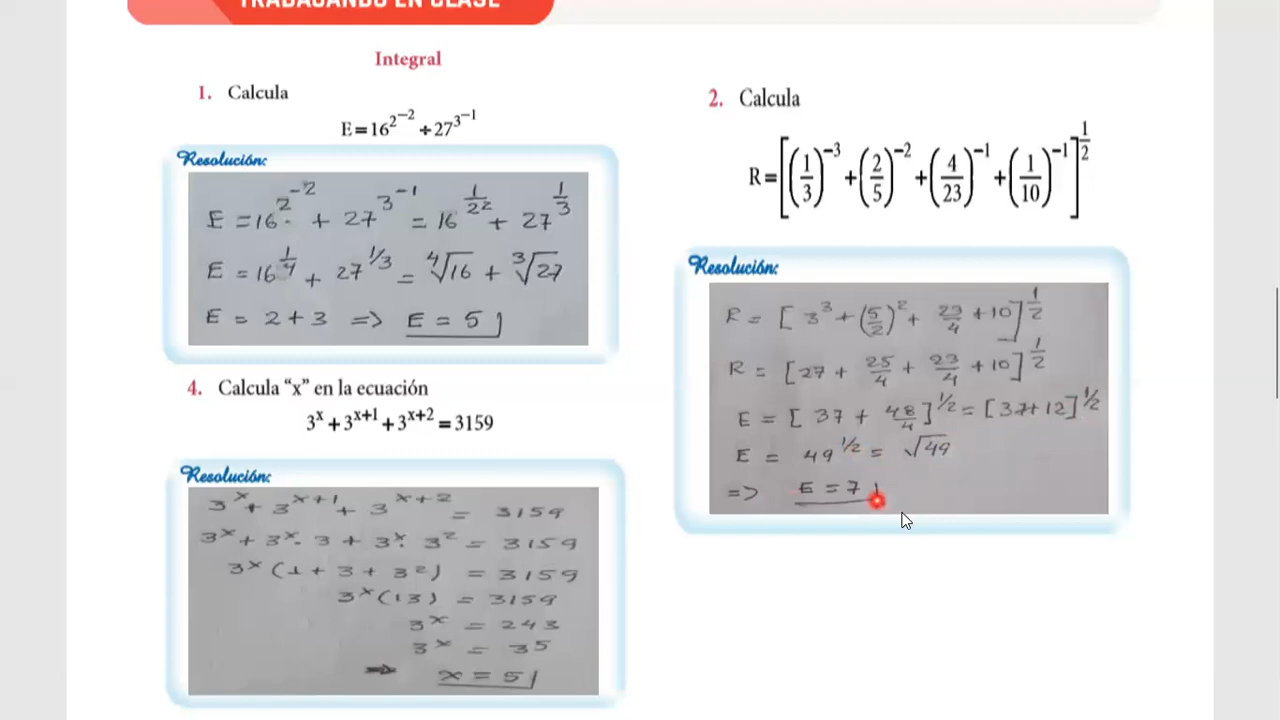 TRABAJANDO EN CLASE
Integral
1. Calcula
E=16^2^-2 ÷27^3^-1
Resolución:
E = 16^2^-2 + 27^3^-1 = 16^1/2^2 + 27^1/3
E = 16^1/4 + 27^1/3 = ∜16 + ∛27
E = 2 + 3 => E = 5
4. Calcula “x” en la ecuación
3^x + 3^x+1 + 3^x+2 = 3159
Resolución:
3^x + 3^x+1 + 3^x+2 = 3159
3^x + 3^x. 3 + 3^x. 3^2 = 3159
3^x (1 + 3 + 3^2) = 3159
3^x (13) = 3159
3^x = 243
3^x = 3^5
=> x = 5
2. Calcula
R=[(1/3)^-3 +(2/5)^-2 +(4/23)^-1 +(1/10)^-1]^1/2
Resolución:
R = [ 3^3 + (5/2)^2 + 23/4 + 10]^1/2
R = [27 + 25/4 + 23/4 + 10]^1/2
E = [ 37 + 48/4]^1/2 = [37+12]^1/2
E = 49^1/2 = √49
=> E = 7